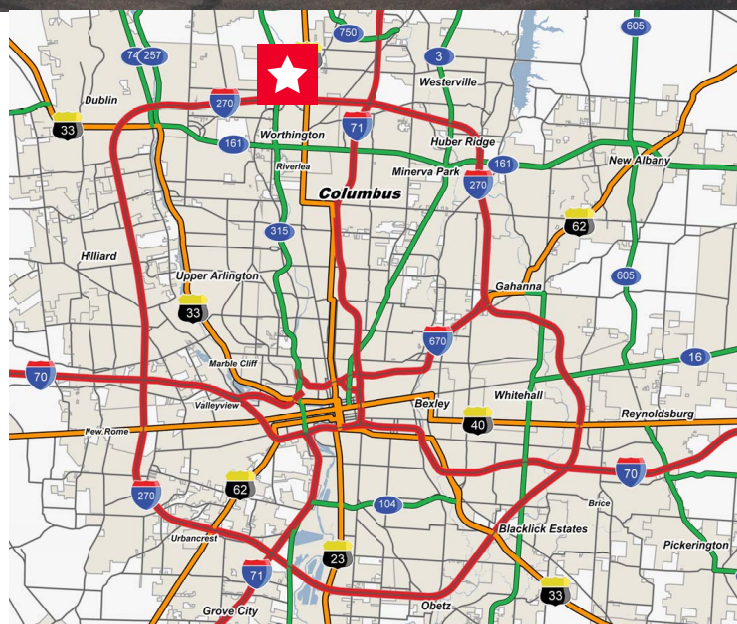 605
750
74
257
3
Westerville
Dublin
270
33
71
Worthington
161
Huber Ridge
Riverlea
Minerva Park
161
New Albany
270
Columbus
62
315
Hilliard
Upper Arlington
605
Gahanna
33
670
16
Marble Cliff
70
Whitehall
Valleyview
Bexley
Reynoldsburg
40
New Rome
70
62
270
104
Brice
Urbancrest
Blacklick Estates
Pickerington
23
71
33
Grove City
Obetz